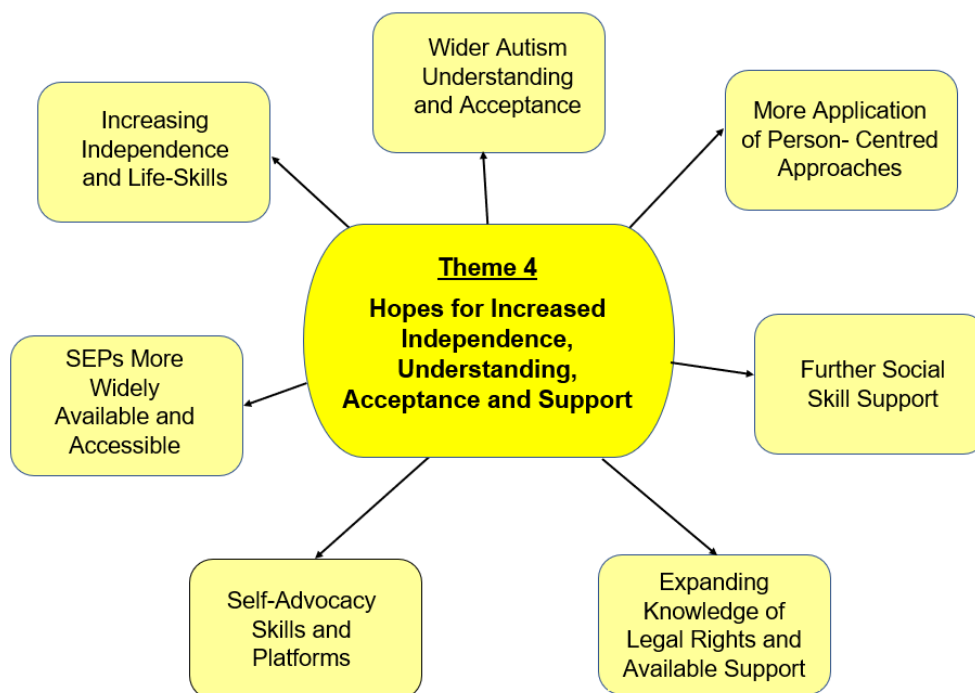 Wider Autism
Understanding
and Acceptance
Increasing
Independence
and Life-Skills
More Application
of Person- Centred
Approaches
Theme 4
Hopes for Increased
Independence,
Understanding,
Acceptance and Support
SEPs More
Widely
Available and
Accessible
Further Social
Skill Support
Self-Advocacy
Skills and
Platforms
Expanding
Knowledge of
Legal Rights and
Available Support